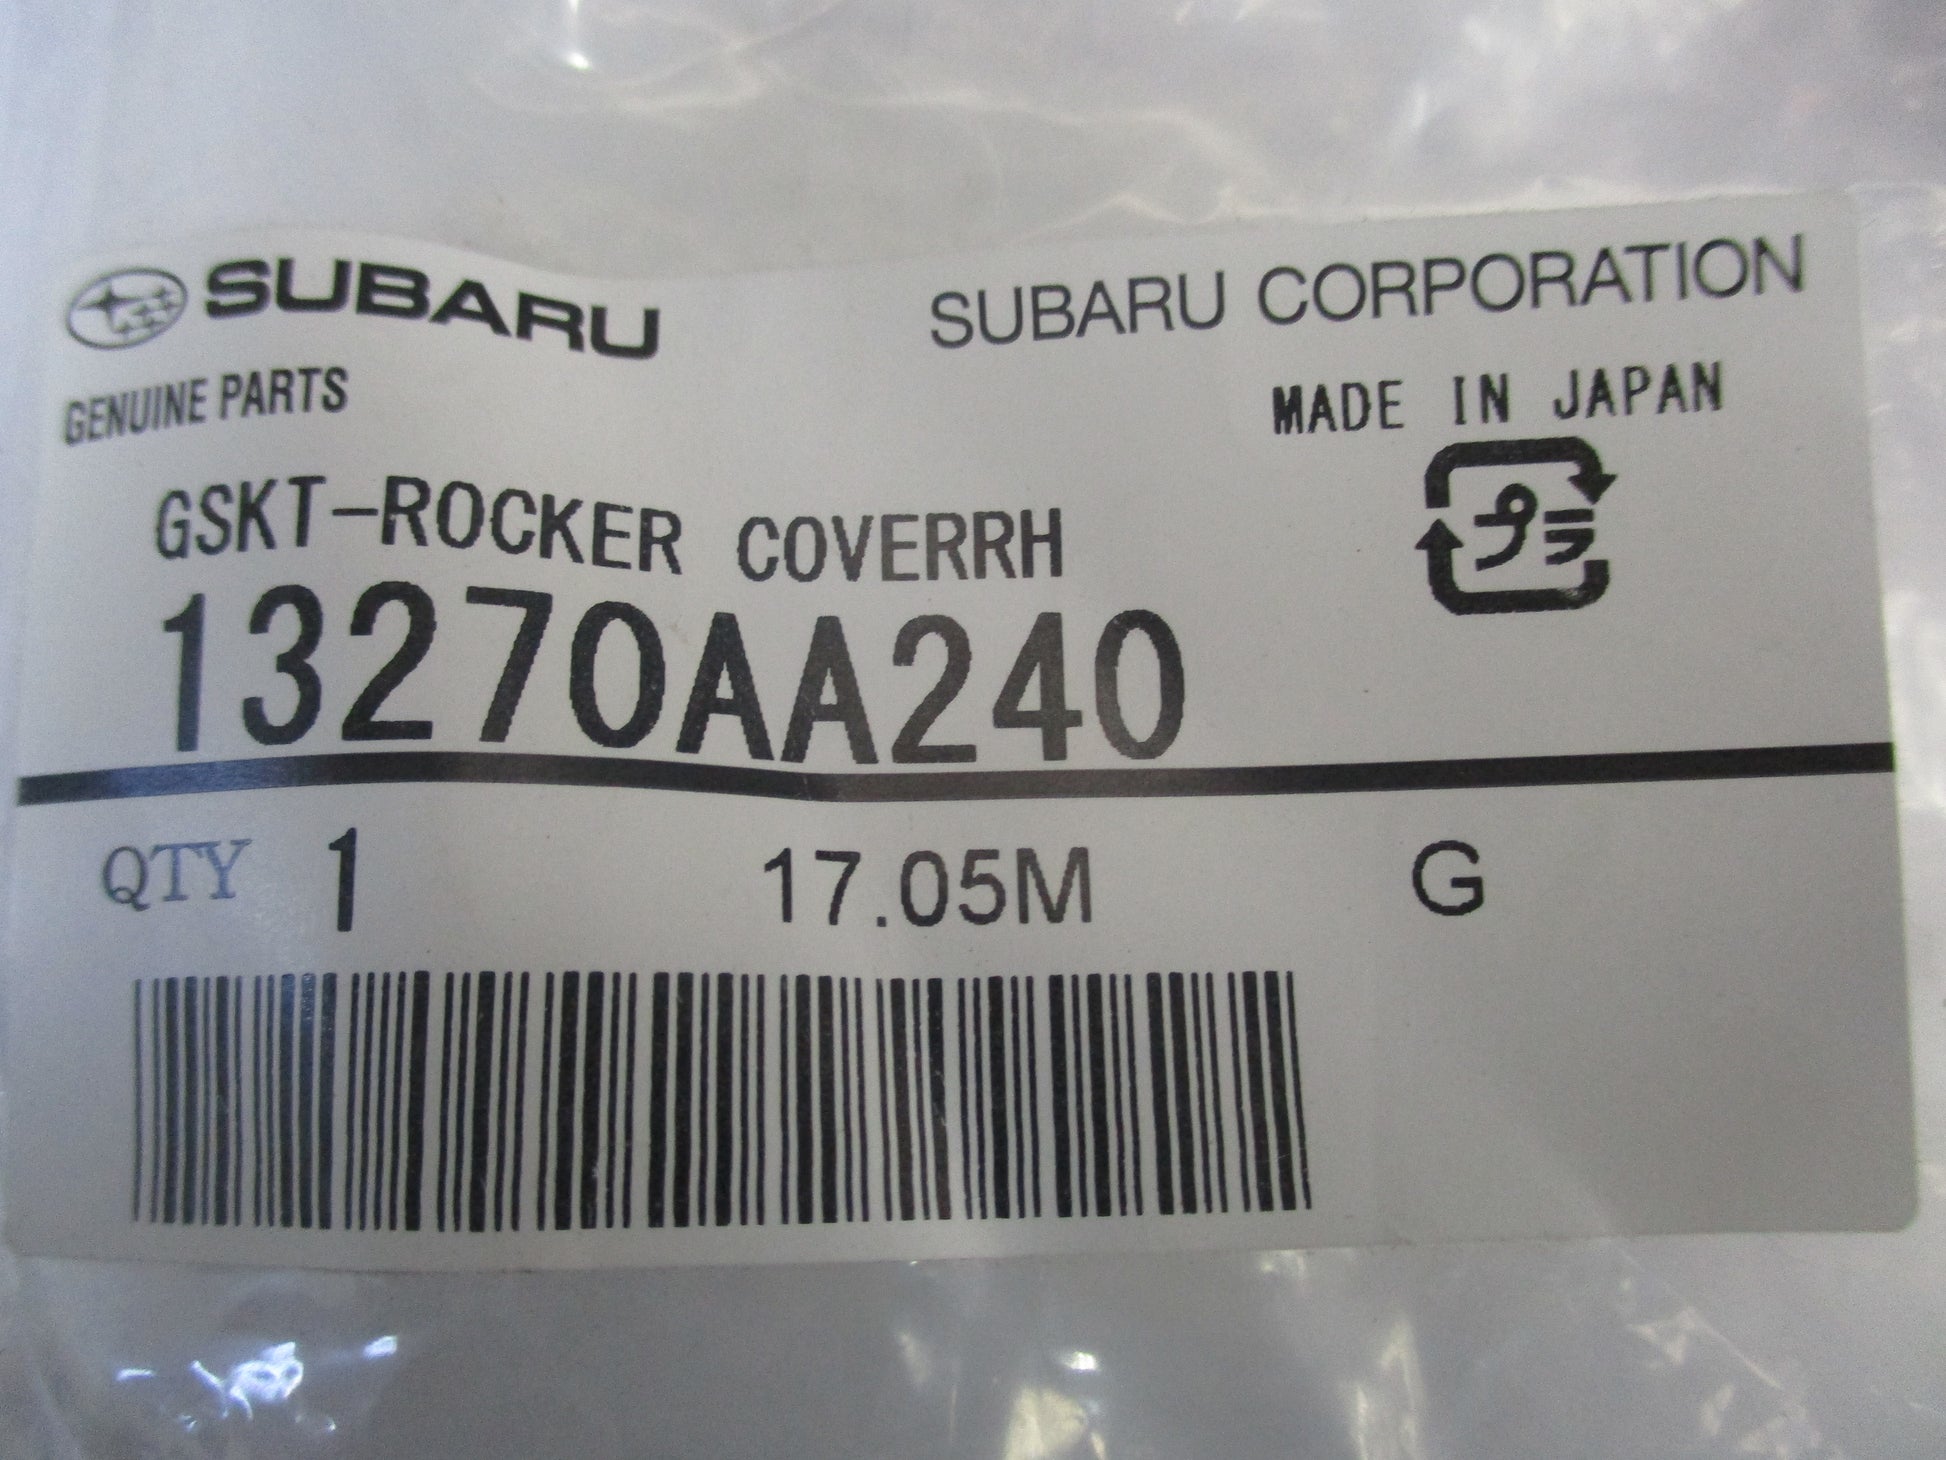 SUBARU SUBARU CORPORATION
GENUINE PARTS MADE IN JAPAN
GSKT-ROCKER COVERRH
プラ
13270AA240
QTY 1 17.05M G